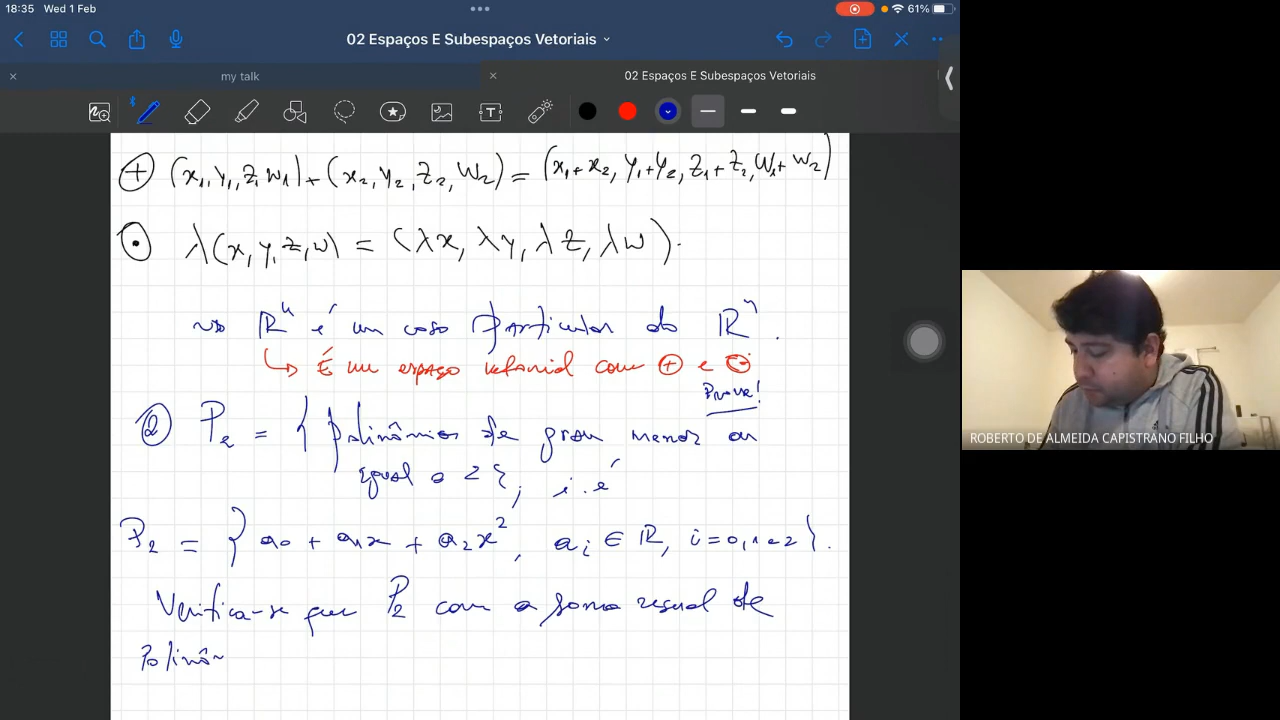 18:35 Wed 1 Feb
61%
02 Espaços E Subespaços Vetoriais
my talk
02 Espaços E Subespaços Vetoriais
⊕ (x₁, y₁, z₁, w₁) + (x₂, y₂, z₂, w₂) = (x₁ + x₂, y₁ + y₂, z₁ + z₂, w₁ + w₂)
⊙ λ(x, y, z, w) = (λx, λy, λz, λw).
no ℝ⁴ é um caso particular do ℝⁿ.
↳ É um espaço vetorial com ⊕ e ⊙
Prove!
② P₂ = { polinômios de grau menor ou
igual a 2 }, i.é
P₂ = { a₀ + a₁x + a₂x², aᵢ ∈ ℝ, i = 0, 1 e 2 }.
Verifica-se que P₂ com a soma usual de
Polinô
ROBERTO DE ALMEIDA CAPISTRANO FILHO